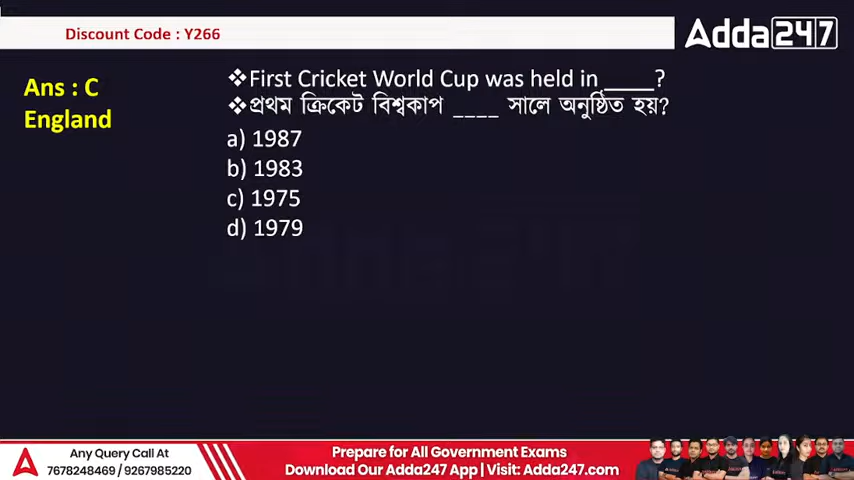 Discount Code : Y266
Adda247
Ans : C
England
❖First Cricket World Cup was held in ____?
❖প্রথম ক্রিকেট বিশ্বকাপ ____ সালে অনুষ্ঠিত হয়?
a) 1987
b) 1983
c) 1975
d) 1979
Any Query Call At
7678248469 / 9267985220
Prepare for All Government Exams
Download Our Adda247 App | Visit: Adda247.com